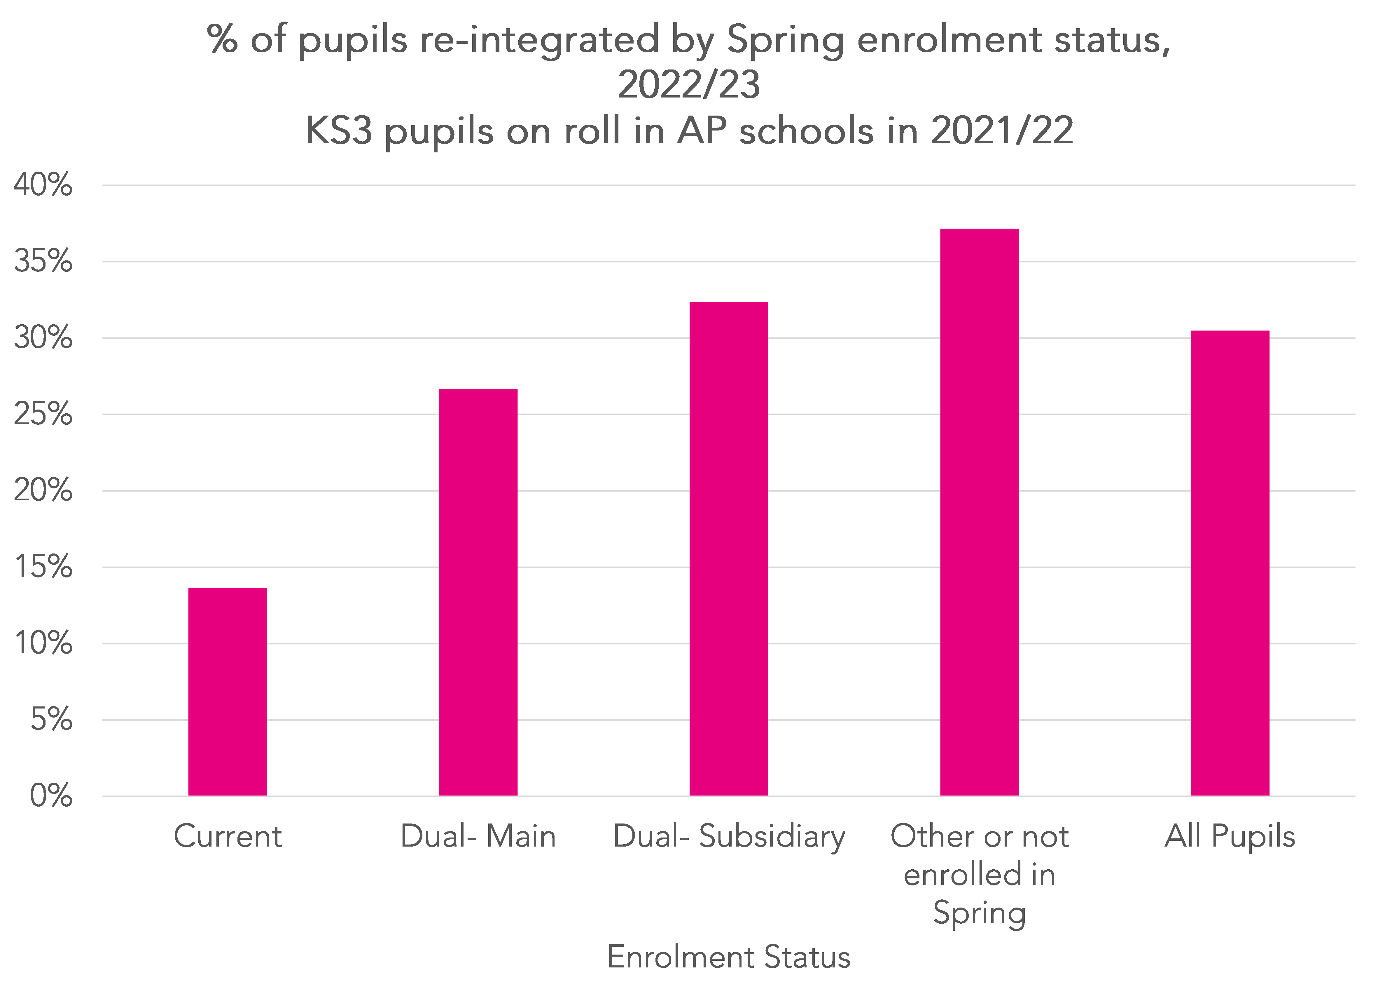 % of pupils re-integrated by Spring enrolment status,
2022/23
KS3 pupils on roll in AP schools in 2021/22
40%
35%
30%
25%
20%
15%
10%
5%
0%
Current
Dual- Main
Dual- Subsidiary
Other or not
enrolled in
Spring
All Pupils
Enrolment Status